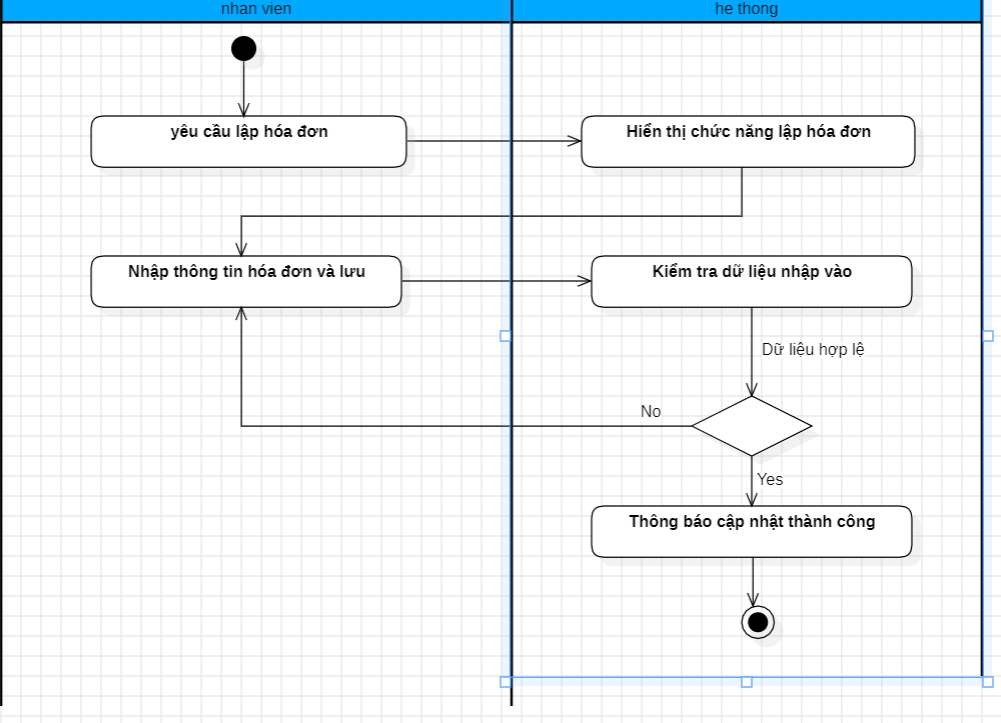 nhan vien
he thong
yêu cầu lập hóa đơn
Hiển thị chức năng lập hóa đơn
Nhập thông tin hóa đơn và lưu
Kiểm tra dữ liệu nhập vào
Dữ liệu hợp lệ
No
Yes
Thông báo cập nhật thành công